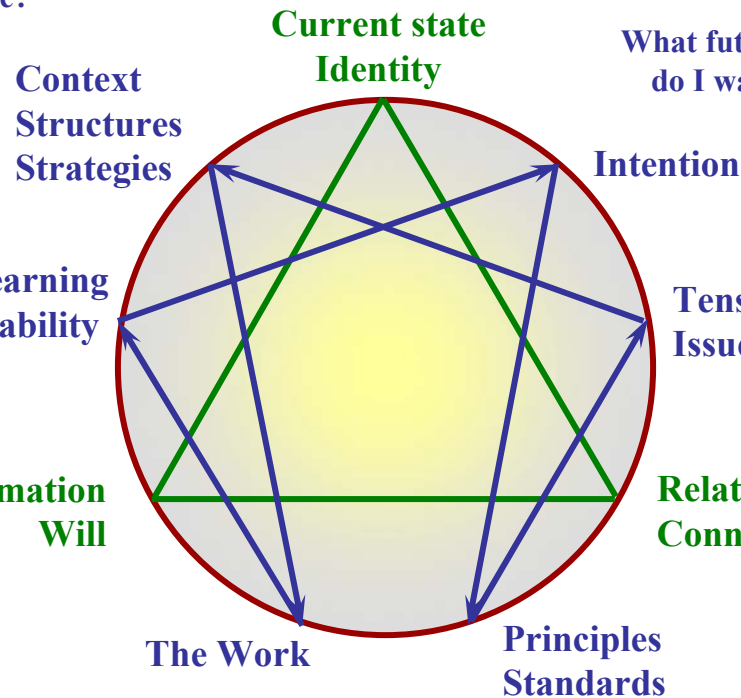 Current state
Identity
What fut
do I wa
Context
Structures
Strategies
Intention
earning
ability
Tens
Issue
mation
Will
Relat
Conn
The Work
Principles
Standards